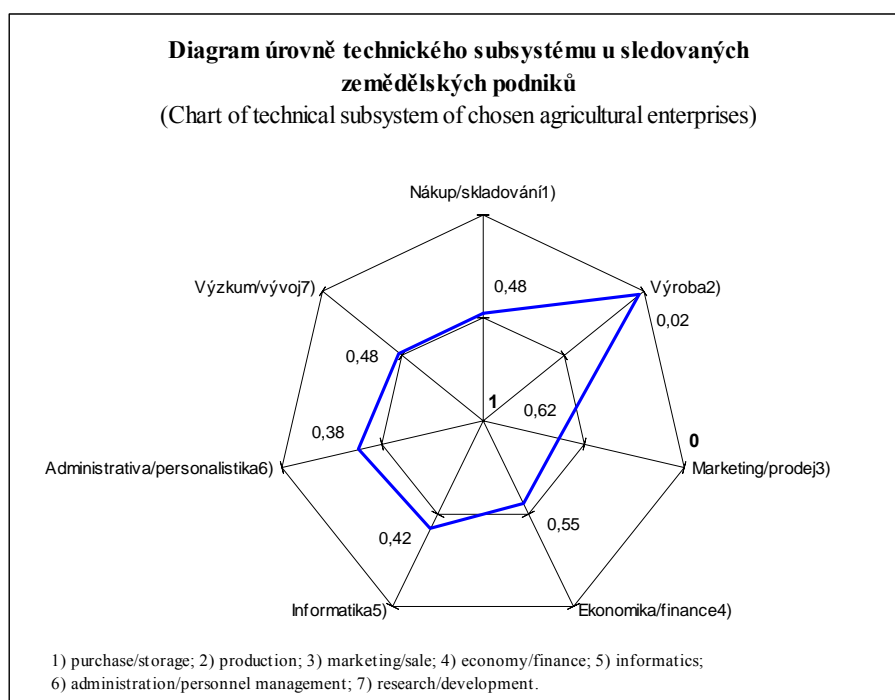 Diagram úrovně technického subsystému u sledovaných
zemědělských podniků
(Chart of technical subsystem of chosen agricultural enterprises)
Nákup/skladování1)
Výzkum/vývoj7)
0,48
Výroba2)
0,02
0,48
1
0,62
0,38
0
Administrativa/personalistika6)
Marketing/prodej3)
0,42
0,55
Informatika5)
Ekonomika/finance4)
1) purchase/storage; 2) production; 3) marketing/sale; 4) economy/finance; 5) informatics;
6) administration/personnel management; 7) research/development.